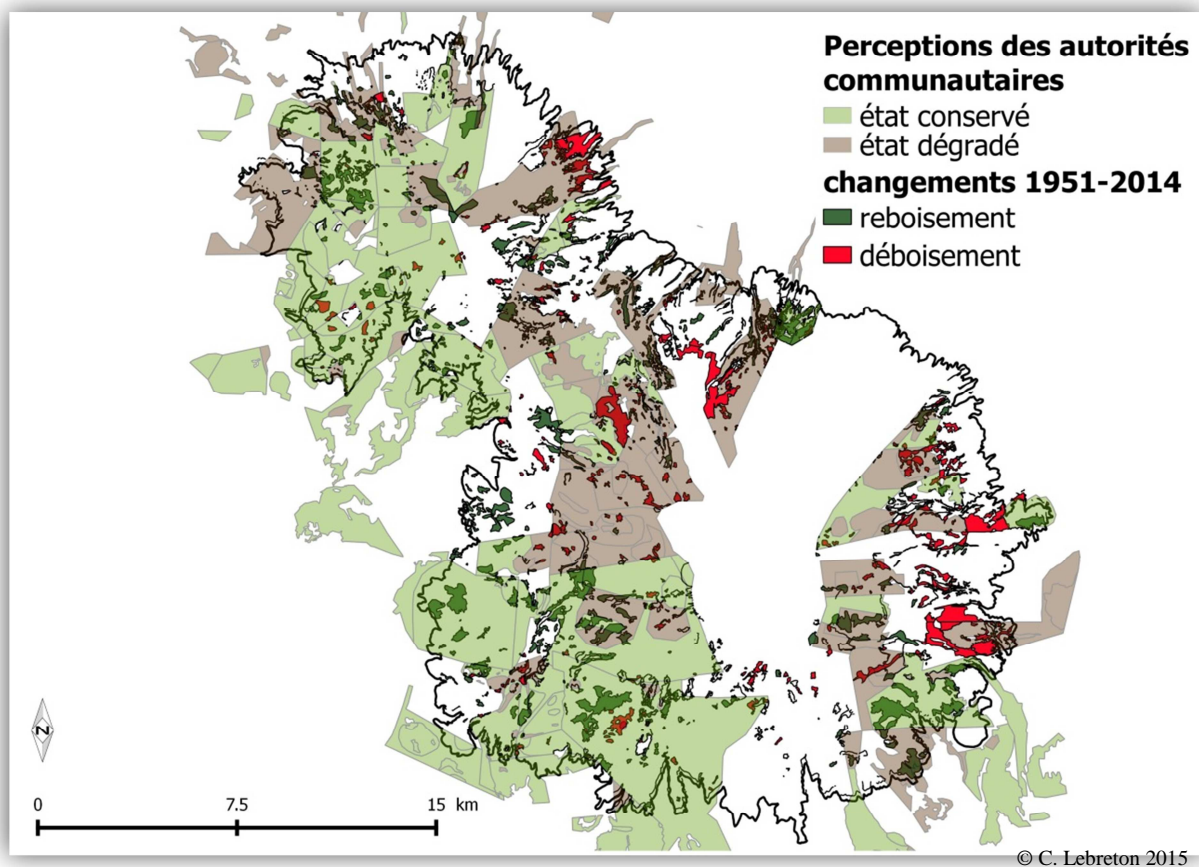 Perceptions des autorités
communautaires
état conservé
état dégradé
changements 1951-2014
reboisement
déboisement
N
0 7.5 15 km
© C. Lebreton 2015